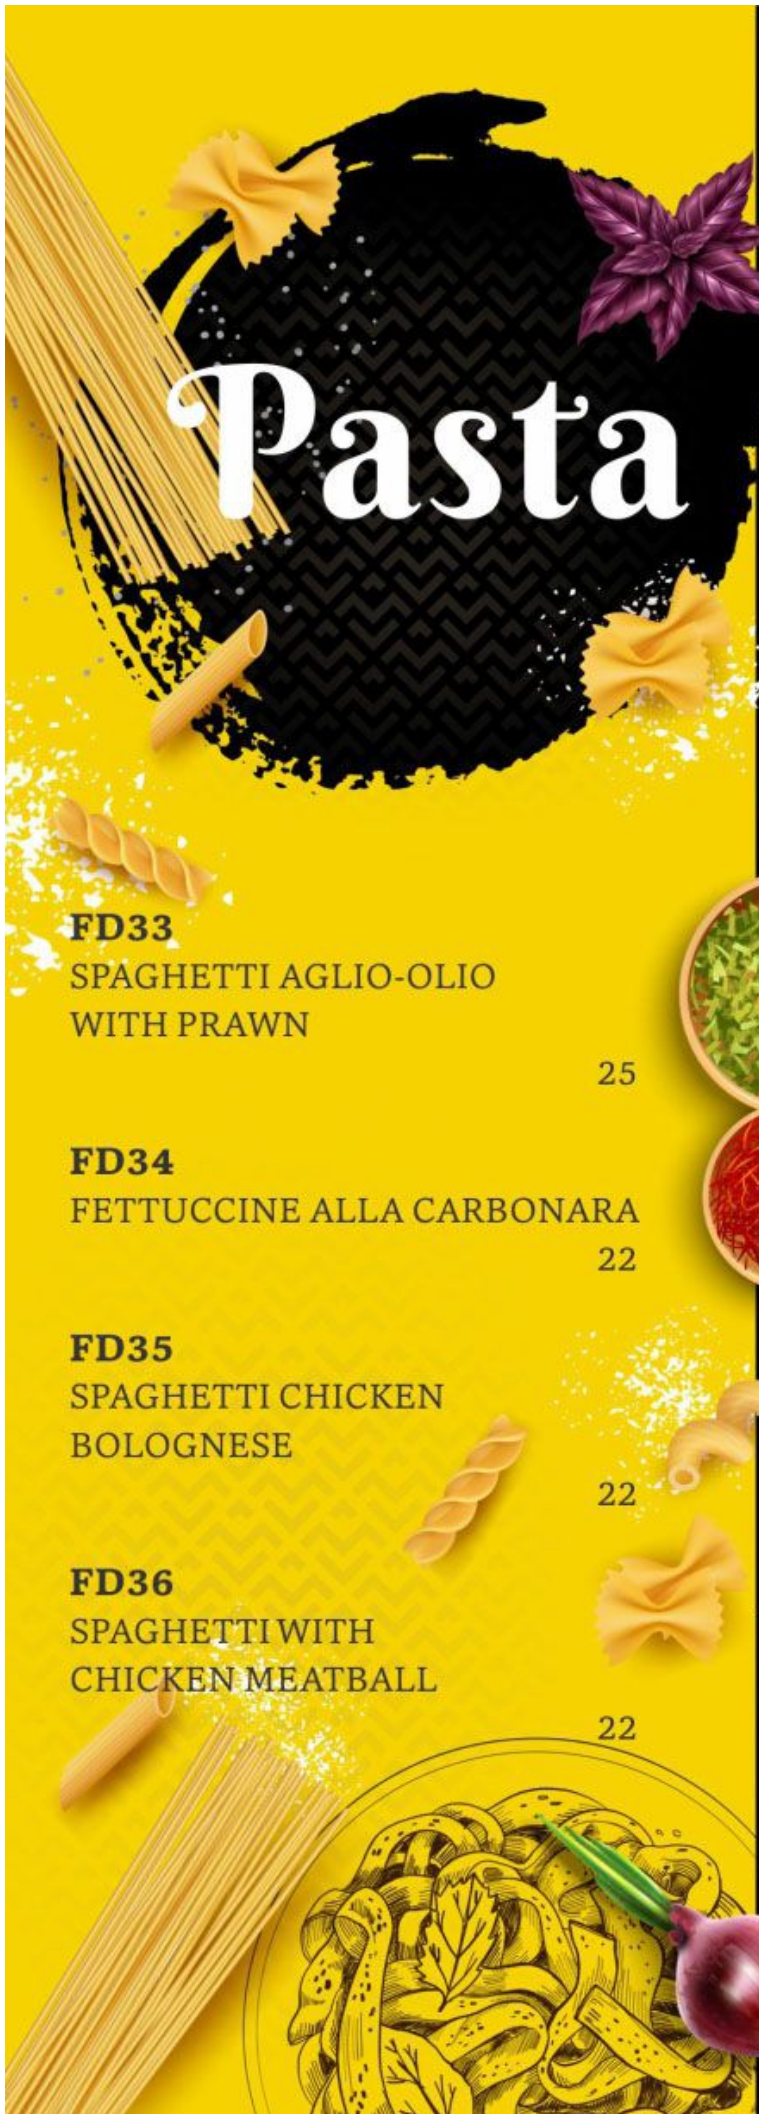 Pasta
FD33
SPAGHETTI AGLIO-OLIO
WITH PRAWN
25
FD34
FETTUCCINE ALLA CARBONARA
22
FD35
SPAGHETTI CHICKEN
BOLOGNESE
22
FD36
SPAGHETTI WITH
CHICKEN MEATBALL
22